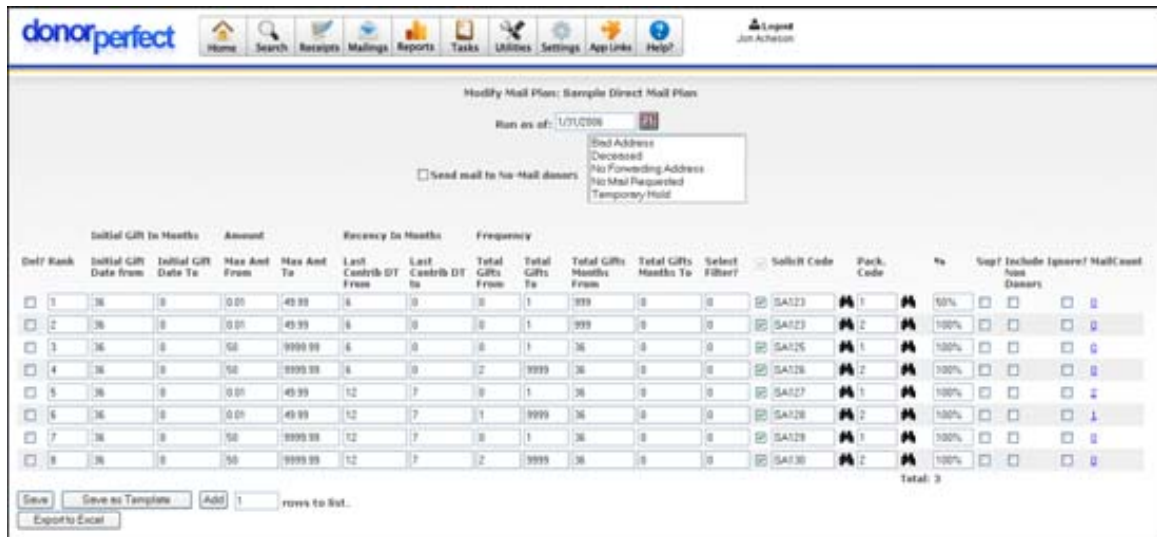 donorperfect
Home Search Receipts Mailings Reports Tasks Utilities Settings App Links Help?
Logout
Jon Acheson
Modify Mail Plan: Sample Direct Mail Plan
Run as of: 1/31/2006
Bad Address
Deceased
No Forwarding Address
No Mail Requested
Temporary Hold
Send mail to No-Mail donors
Initial Gift In Months Amount Recency In Months Frequency
Del? Rank Initial Gift Date from Initial Gift Date To Max Amt From Max Amt To Last Contrib DT From Last Contrib DT to Total Gifts From Total Gifts To Total Gifts Months From Total Gifts Months To Select Filter? Solicit Code Pack. Code % Sup? Include Non Donors Ignore? MailCount
1 36 0 0.01 49.99 6 0 0 1 999 0 0 SA123 1 50% 0
2 36 0 0.01 49.99 6 0 0 1 999 0 0 SA123 2 100% 0
3 36 0 50 9999.99 6 0 0 1 36 0 0 SA125 1 100% 0
4 36 0 50 9999.99 6 0 2 9999 36 0 0 SA126 2 100% 0
5 36 0 0.01 49.99 12 7 0 1 36 0 0 SA127 1 100% 2
6 36 0 0.01 49.99 12 7 1 9999 36 0 0 SA128 2 100% 1
7 36 0 50 9999.99 12 7 0 1 36 0 0 SA129 1 100% 0
8 36 0 50 9999.99 12 7 2 9999 36 0 0 SA130 2 100% 0
Total: 3
Save Save as Template Add 1 rows to list.
Export to Excel